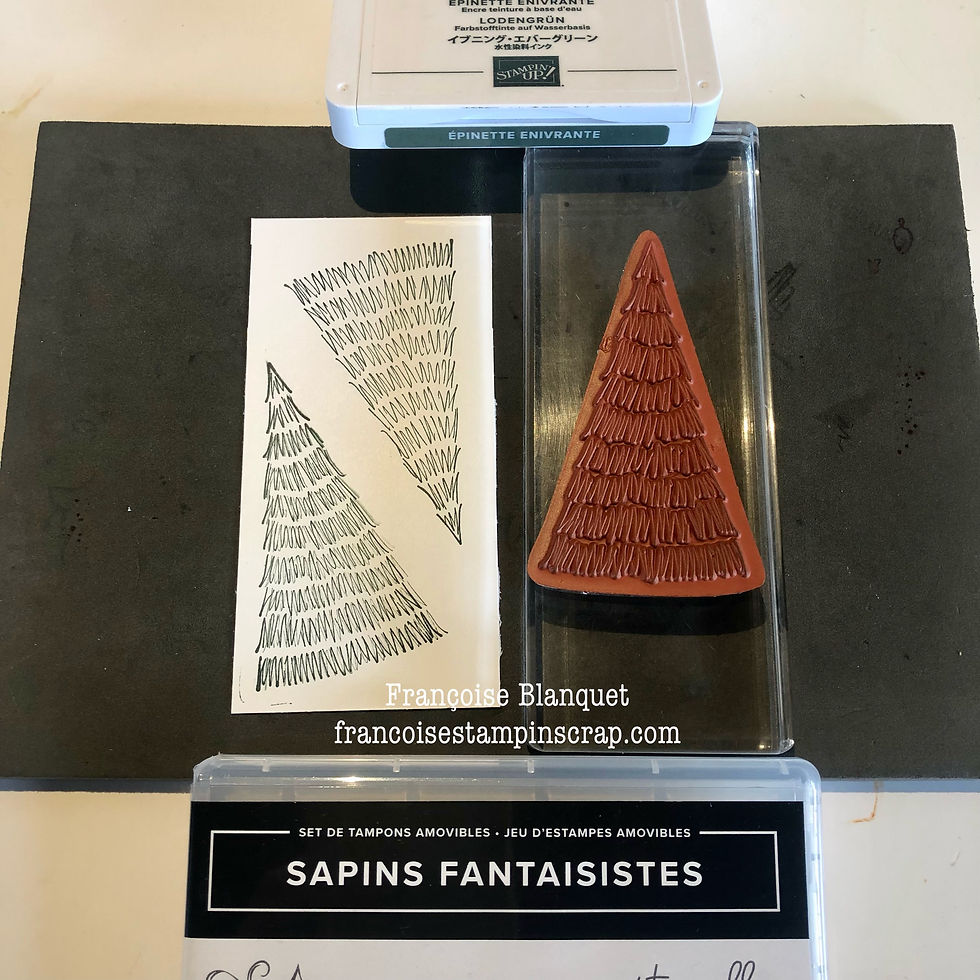 ÉPINETTE ENIVRANTE
Encre teinture à base d'eau
LODENGRÜN
Farbstofftinte auf Wasserbasis
イブニング・エバーグリーン
水性染料インク
STAMPIN' UP!
ÉPINETTE ENIVRANTE
Françoise Blanquet
francoisestampinscrap.com
SET DE TAMPONS AMOVIBLES • JEU D'ESTAMPES AMOVIBLES
SAPINS FANTAISISTES